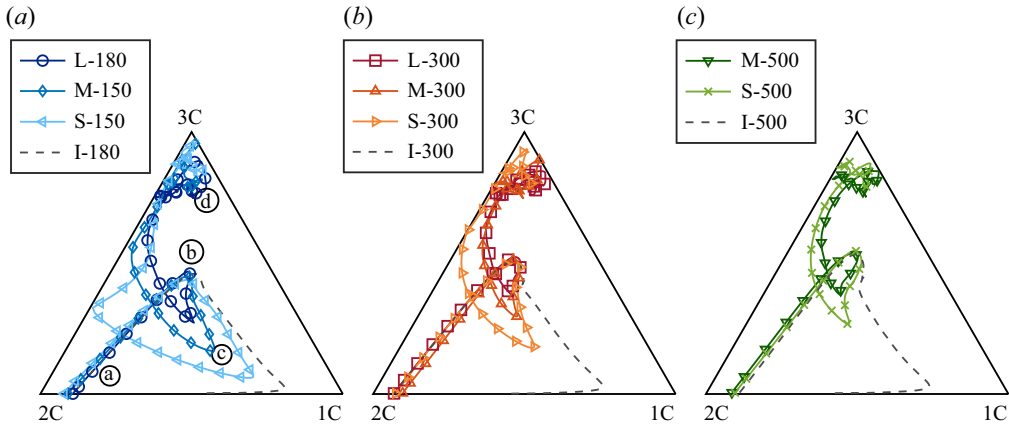 (a)
L-180
M-150
S-150
I-180
3C
d
b
c
a
2C
1C
(b)
L-300
M-300
S-300
I-300
3C
2C
1C
(c)
M-500
S-500
I-500
3C
2C
1C